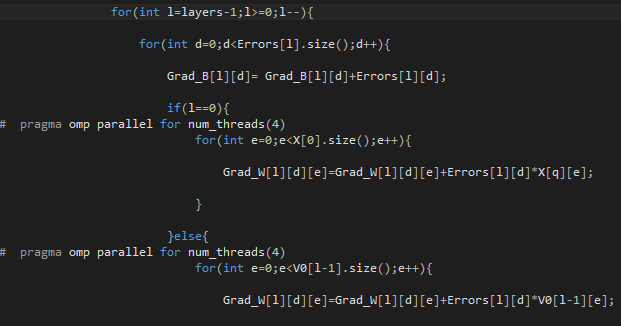 for(int l=layers-1;l>=0;l--){
for(int d=0;d<Errors[l].size();d++){
Grad_B[l][d]= Grad_B[l][d]+Errors[l][d];
if(l==0){
#  pragma omp parallel for num_threads(4)
for(int e=0;e<X[0].size();e++){
Grad_W[l][d][e]=Grad_W[l][d][e]+Errors[l][d]*X[q][e];
}
}else{
#  pragma omp parallel for num_threads(4)
for(int e=0;e<V0[l-1].size();e++){
Grad_W[l][d][e]=Grad_W[l][d][e]+Errors[l][d]*V0[l-1][e];